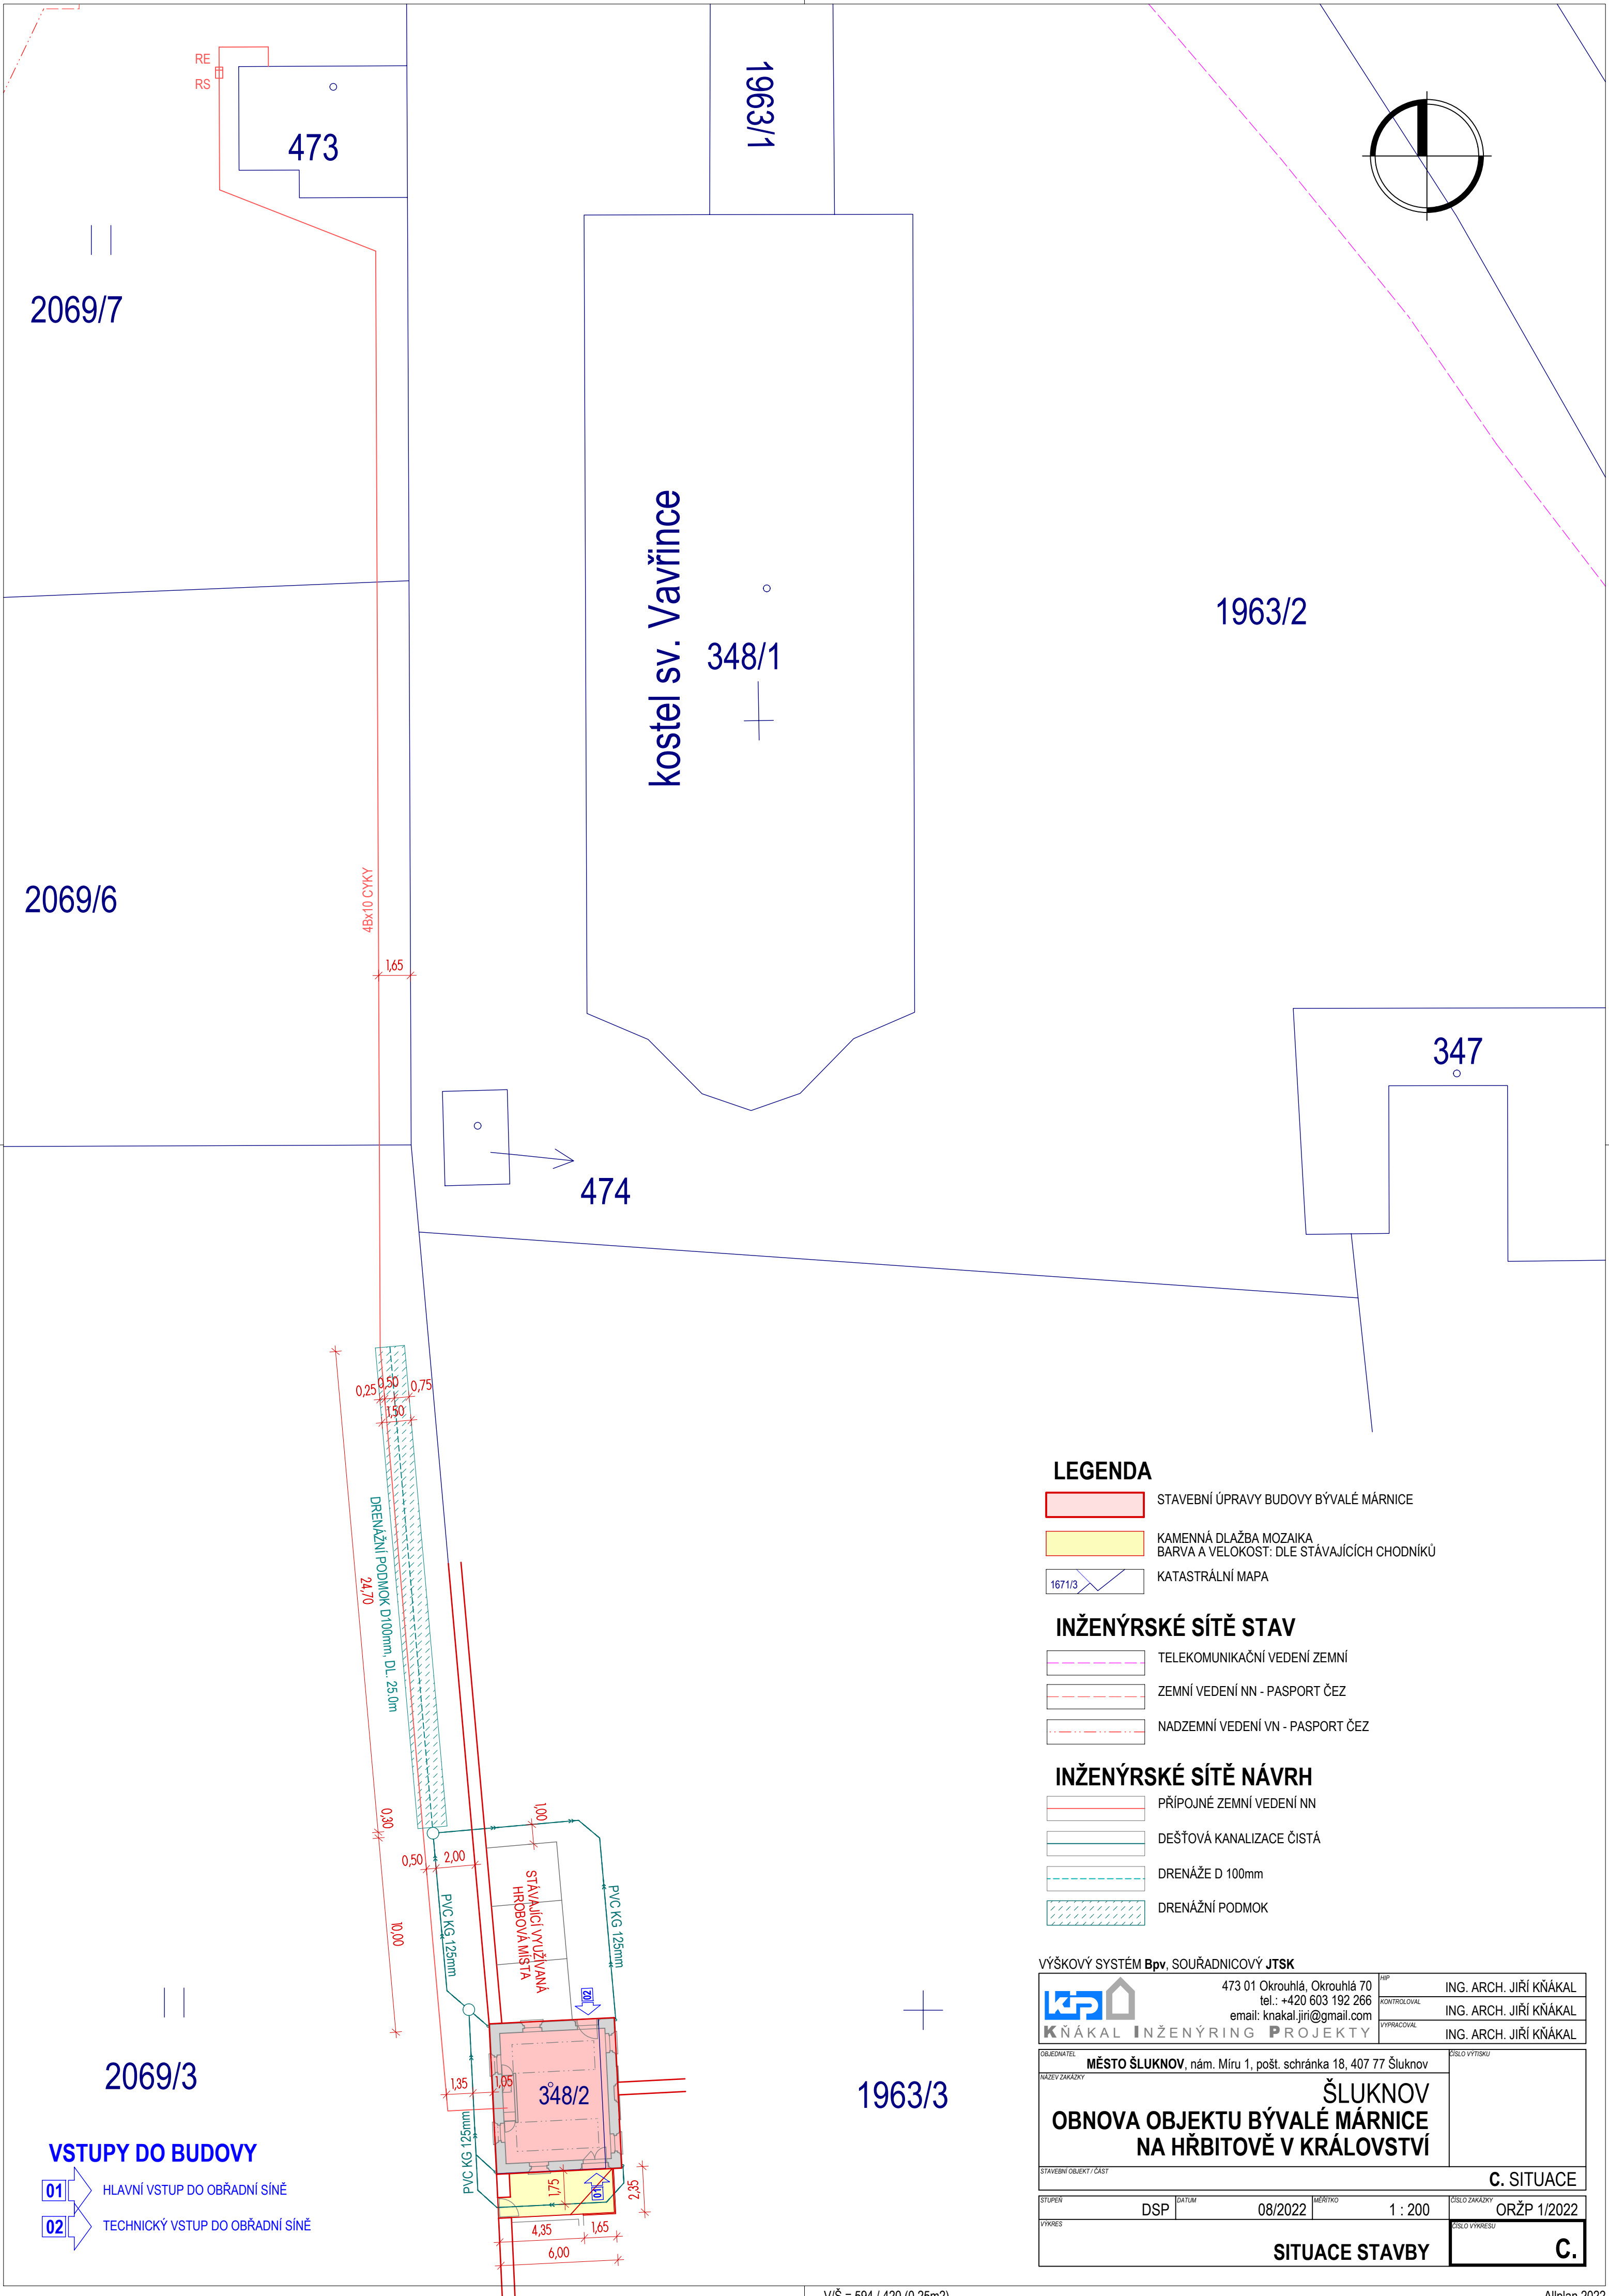 RE
RS
473
1963/1
2069/7
kostel sv. Vavřince
348/1
1963/2
2069/6
4Bx10 CYKY
1,65
347
474
0,25
0,50
0,75
1,50
DRENÁŽNÍ PODMOK D100mm, DL. 25.0m
24,70
0,30
1,00
0,50
2,00
10,00
PVC KG 125mm
STÁVAJÍCÍ VYUŽÍVANÁ
HROBOVÁ MÍSTA
PVC KG 125mm
02
2069/3
1,35
1,05
348/2
1963/3
PVC KG 125mm
1,75
01
2,35
4,35
1,65
6,00
VSTUPY DO BUDOVY
01 HLAVNÍ VSTUP DO OBŘADNÍ SÍNĚ
02 TECHNICKÝ VSTUP DO OBŘADNÍ SÍNĚ
LEGENDA
STAVEBNÍ ÚPRAVY BUDOVY BÝVALÉ MÁRNICE
KAMENNÁ DLAŽBA MOZAIKA
BARVA A VELOKOST: DLE STÁVAJÍCÍCH CHODNÍKŮ
1671/3 KATASTRÁLNÍ MAPA
INŽENÝRSKÉ SÍTĚ STAV
TELEKOMUNIKAČNÍ VEDENÍ ZEMNÍ
ZEMNÍ VEDENÍ NN - PASPORT ČEZ
NADZEMNÍ VEDENÍ VN - PASPORT ČEZ
INŽENÝRSKÉ SÍTĚ NÁVRH
PŘÍPOJNÉ ZEMNÍ VEDENÍ NN
DEŠŤOVÁ KANALIZACE ČISTÁ
DRENÁŽE D 100mm
DRENÁŽNÍ PODMOK
VÝŠKOVÝ SYSTÉM Bpv, SOUŘADNICOVÝ JTSK
kip
473 01 Okrouhlá, Okrouhlá 70
tel.: +420 603 192 266
email: knakal.jiri@gmail.com
KŇÁKAL INŽENÝRING PROJEKTY
HIP
ING. ARCH. JIŘÍ KŇÁKAL
KONTROLOVAL
ING. ARCH. JIŘÍ KŇÁKAL
VYPRACOVAL
ING. ARCH. JIŘÍ KŇÁKAL
OBJEDNATEL
MĚSTO ŠLUKNOV, nám. Míru 1, pošt. schránka 18, 407 77 Šluknov
ČÍSLO VÝTISKU
NÁZEV ZAKÁZKY
ŠLUKNOV
OBNOVA OBJEKTU BÝVALÉ MÁRNICE
NA HŘBITOVĚ V KRÁLOVSTVÍ
STAVEBNÍ OBJEKT / ČÁST
C. SITUACE
STUPEŇ
DSP
DATUM
08/2022
MĚŘÍTKO
1 : 200
ČÍSLO ZAKÁZKY
ORŽP 1/2022
VÝKRES
SITUACE STAVBY
ČÍSLO VÝKRESU
C.
V/Š = 594 / 420 (0.25m2)
Allplan 2022